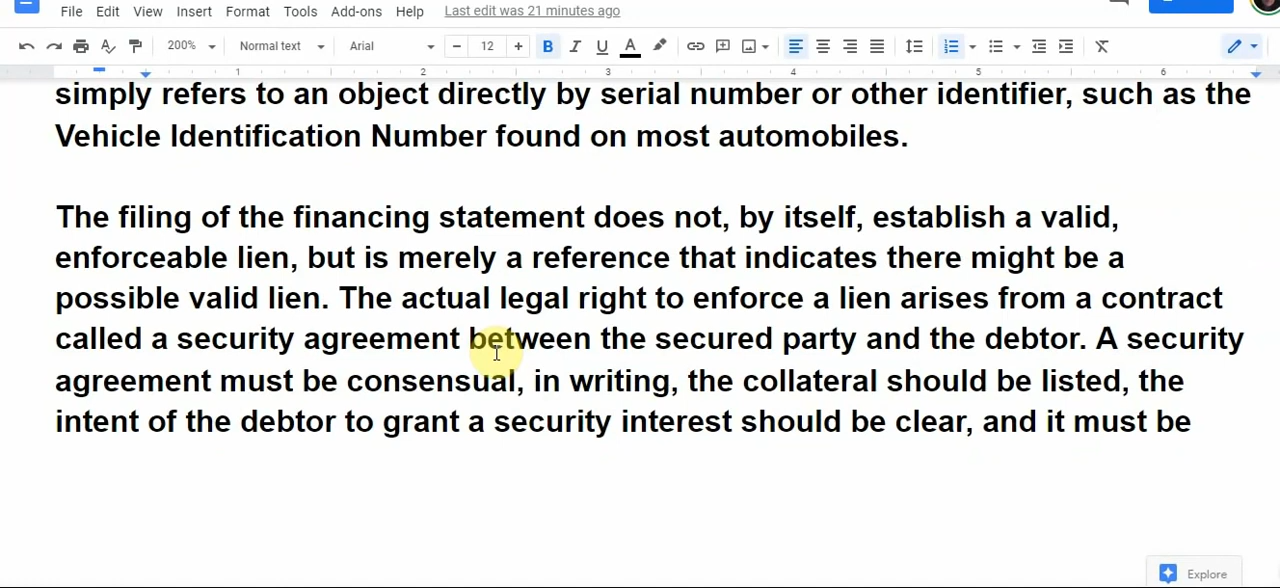 File Edit View Insert Format Tools Add-ons Help Last edit was 21 minutes ago
200% Normal text Arial 12 B I U A
1 2 3 4 5 6
simply refers to an object directly by serial number or other identifier, such as the
Vehicle Identification Number found on most automobiles.
The filing of the financing statement does not, by itself, establish a valid,
enforceable lien, but is merely a reference that indicates there might be a
possible valid lien. The actual legal right to enforce a lien arises from a contract
called a security agreement between the secured party and the debtor. A security
agreement must be consensual, in writing, the collateral should be listed, the
intent of the debtor to grant a security interest should be clear, and it must be
Explore